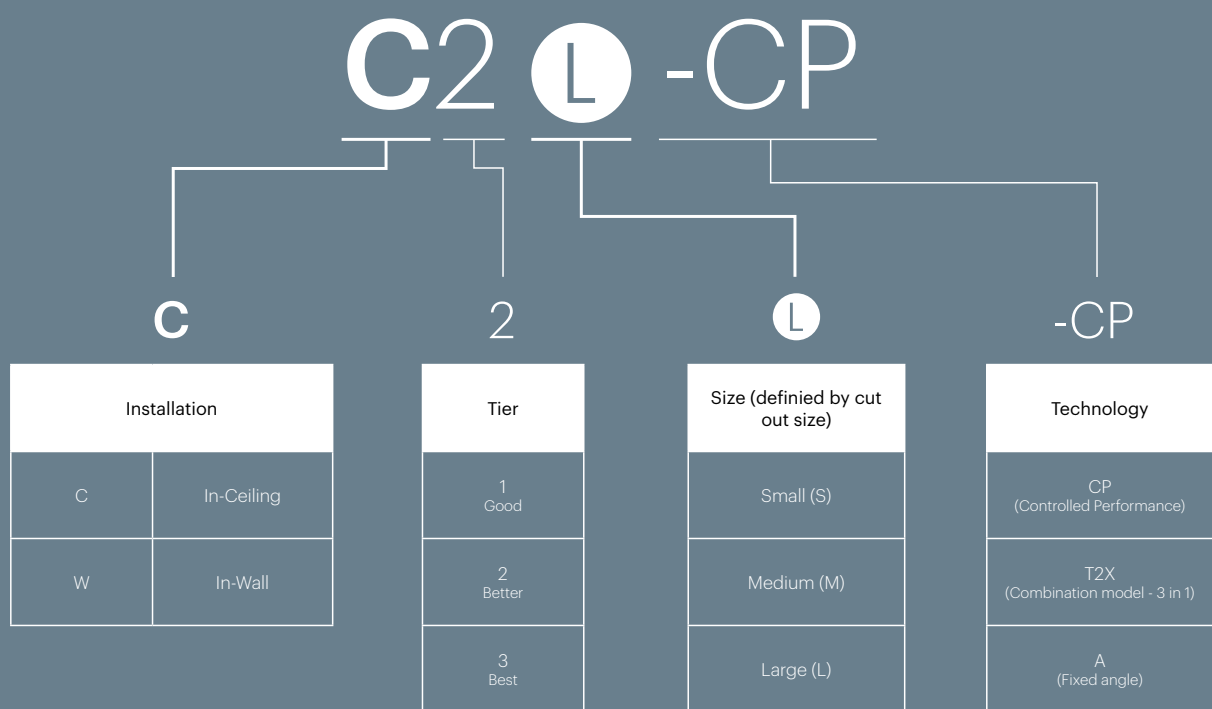 C2 L -CP
C 2 L -CP
Installation
C In-Ceiling
W In-Wall
Tier
1
Good
2
Better
3
Best
Size (definied by cut
out size)
Small (S)
Medium (M)
Large (L)
Technology
CP
(Controlled Performance)
T2X
(Combination model - 3 in 1)
A
(Fixed angle)